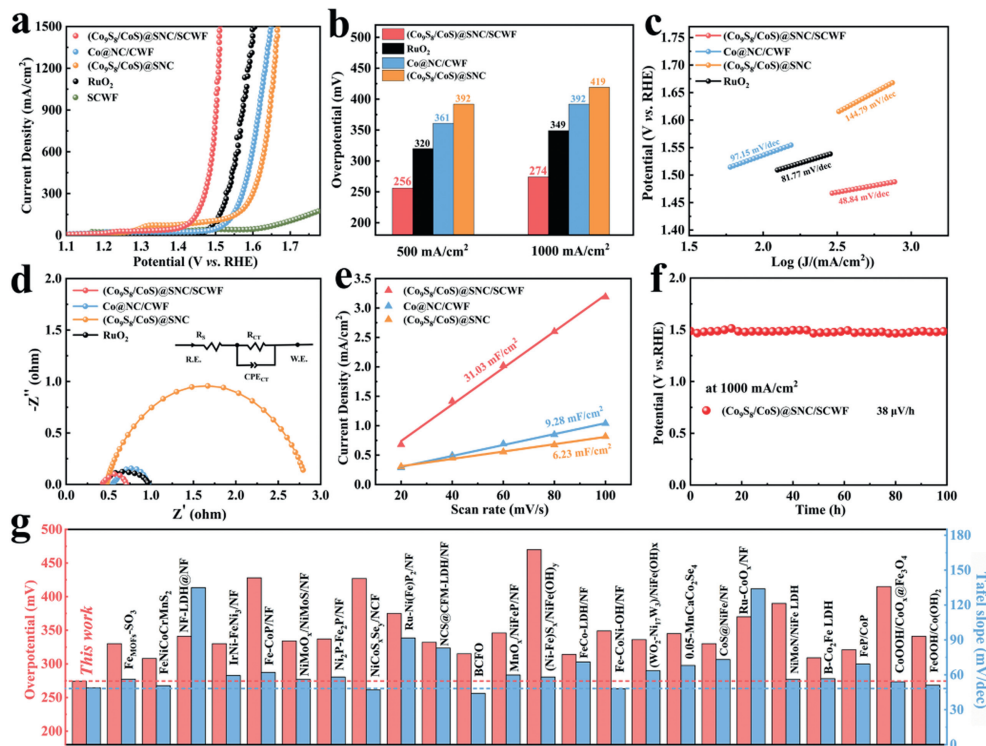 a
1500
1200
900
600
300
0
Current Density (mA/cm²)
(Co₉S₈/CoS)@SNC/SCWF
Co@NC/CWF
(Co₉S₈/CoS)@SNC
RuO₂
SCWF
1.1 1.2 1.3 1.4 1.5 1.6 1.7
Potential (V vs. RHE)
b
500
450
400
350
300
250
200
Overpotential (mV)
(Co₉S₈/CoS)@SNC/SCWF
RuO₂
Co@NC/CWF
(Co₉S₈/CoS)@SNC
256 320 361 392
274 349 392 419
500 mA/cm² 1000 mA/cm²
c
1.75
1.70
1.65
1.60
1.55
1.50
1.45
1.40
Potential (V vs. RHE)
(Co₉S₈/CoS)@SNC/SCWF
Co@NC/CWF
(Co₉S₈/CoS)@SNC
RuO₂
144.79 mV/dec
97.15 mV/dec
81.77 mV/dec
48.84 mV/dec
1.5 2.0 2.5 3.0
Log (J/(mA/cm²))
d
2.0
1.5
1.0
0.5
0.0
-Z'' (ohm)
(Co₉S₈/CoS)@SNC/SCWF
Co@NC/CWF
(Co₉S₈/CoS)@SNC
RuO₂
R_S R_CT
R.E. W.E.
CPE_CT
0.0 0.5 1.0 1.5 2.0 2.5 3.0
Z' (ohm)
e
3.5
3.0
2.5
2.0
1.5
1.0
0.5
0.0
Current Density (mA/cm²)
(Co₉S₈/CoS)@SNC/SCWF
Co@NC/CWF
(Co₉S₈/CoS)@SNC
31.03 mF/cm²
9.28 mF/cm²
6.23 mF/cm²
20 40 60 80 100
Scan rate (mV/s)
f
2.0
1.5
1.0
0.5
0.0
Potential (V vs.RHE)
at 1000 mA/cm²
(Co₉S₈/CoS)@SNC/SCWF 38 μV/h
0 20 40 60 80 100
Time (h)
g
500
450
400
350
300
250
200
Overpotential (mV)
This work
Fe_MOFs-SO₃
FeNiCoCrMnS₂
NF-LDH@NF
IrNi-FeNi₃/NF
Fe-CoP/NF
NiMoOₓ/NiMoS/NF
Ni₂P-Fe₂P/NF
NiCoSₓSeᵧ/NCF
Ru-Ni(Fe)P₂/NF
NCS@CFM-LDH/NF
BCFO
MnOₓ/NiFeP/NF
(Ni-Fe)Sₓ/NiFe(OH)ᵧ
FeCo-LDH/NF
Fe-CoNi-OH/NF
(WO₂-Ni₁₇W₃)/NiFe(OH)x
0.05-MnCaCo₂Se₄
CoS@NiFe/NF
Ru-CoOₓ/NF
NiMoN/NiFe LDH
B-Co₂Fe LDH
FeP/CoP
CoOOH/CoOₓ@Fe₃O₄
FeOOH/Co(OH)₂
180
150
120
90
60
30
0
Tafel slope (mV/dec)